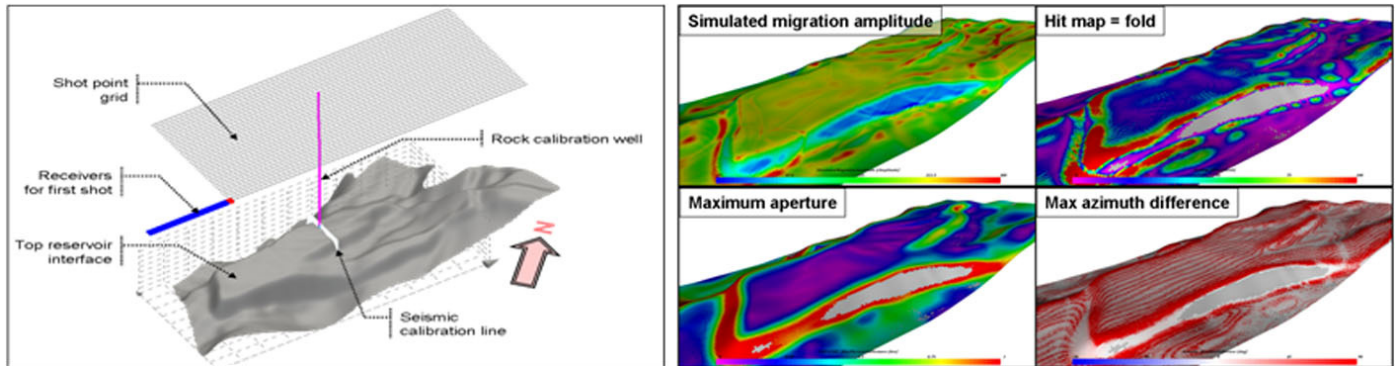 Shot point
grid
Receivers
for first shot
Top reservoir
interface
Rock calibration well
N
Seismic
calibration line
Simulated migration amplitude
Hit map = fold
Maximum aperture
Max azimuth difference